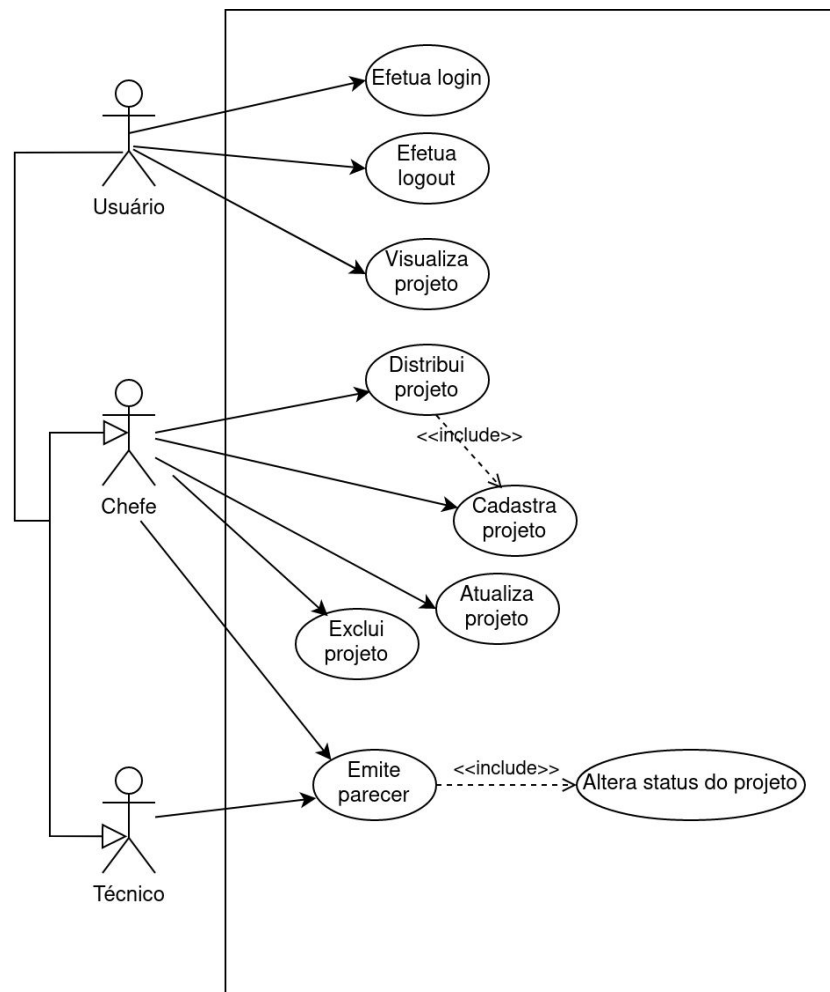 Efetua login
Efetua
logout
Usuário
Visualiza
projeto
Distribui
projeto
<<include>>
Chefe
Cadastra
projeto
Atualiza
projeto
Exclui
projeto
Emite
parecer
<<include>>
Altera status do projeto
Técnico